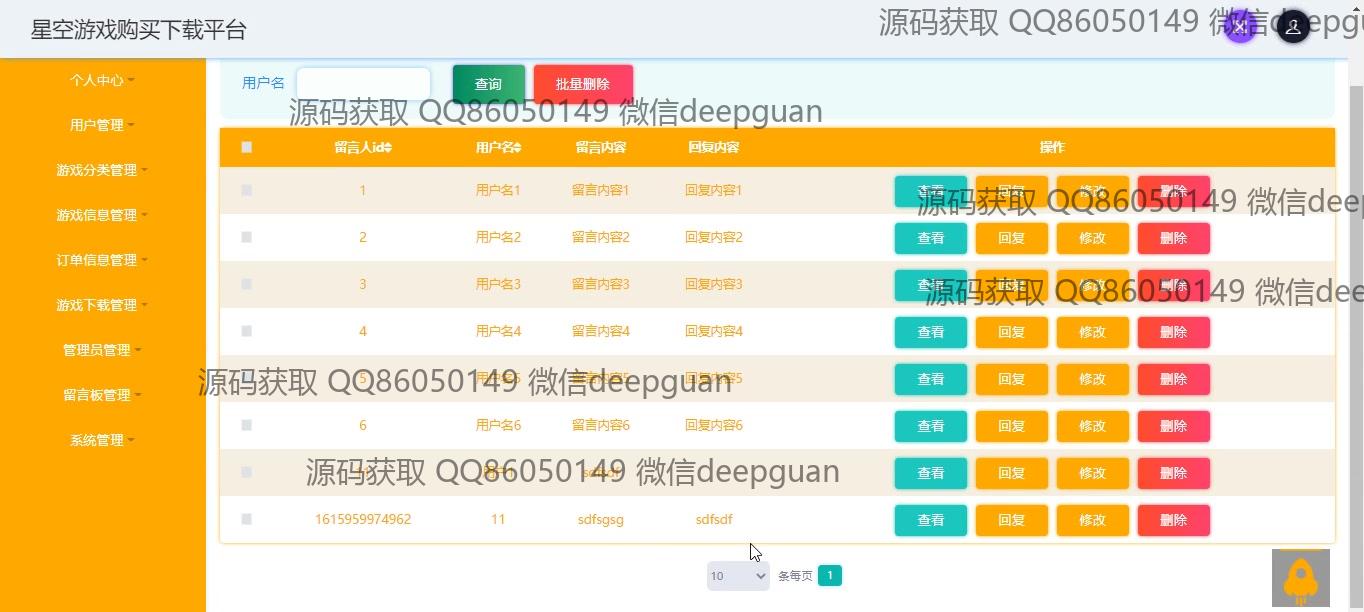 星空游戏购买下载平台
源码获取 QQ86050149 微信deepgu
个人中心
用户名
查询
批量删除
源码获取 QQ86050149 微信deepguan
用户管理
留言人id 用户名 留言内容 回复内容 操作
游戏分类管理
1 用户名1 留言内容1 回复内容1 查看 回复 修改 删除
源码获取 QQ86050149 微信deep
游戏信息管理
2 用户名2 留言内容2 回复内容2 查看 回复 修改 删除
订单信息管理
3 用户名3 留言内容3 回复内容3 查看 回复 修改 删除
源码获取 QQ86050149 微信dee
游戏下载管理
4 用户名4 留言内容4 回复内容4 查看 回复 修改 删除
管理员管理
5 用户名5 留言内容5 回复内容5 查看 回复 修改 删除
源码获取 QQ86050149 微信deepguan
留言板管理
6 用户名6 留言内容6 回复内容6 查看 回复 修改 删除
系统管理
查看 回复 修改 删除
源码获取 QQ86050149 微信deepguan
1615959974962 11 sdfsgsg sdfsdf 查看 回复 修改 删除
10 条每页 1